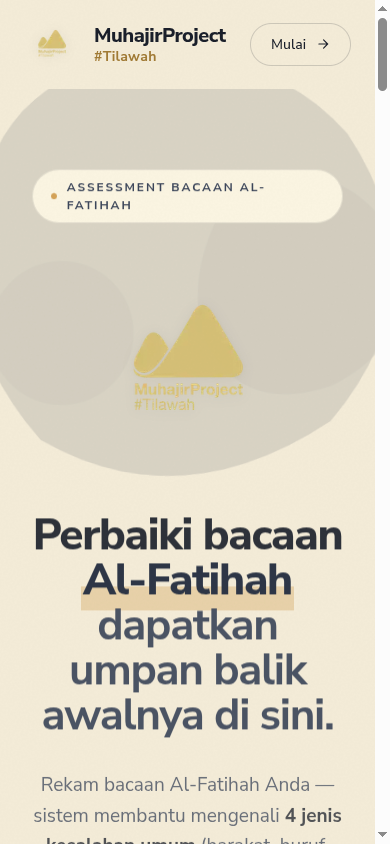 MuhajirProject
#Tilawah
Mulai
ASSESSMENT BACAAN AL-
FATIHAH
MuhajirProject
#Tilawah
Perbaiki bacaan
Al-Fatihah
dapatkan
umpan balik
awalnya di sini.
Rekam bacaan Al-Fatihah Anda —
sistem membantu mengenali 4 jenis
kesalahan umum (harakat, huruf,